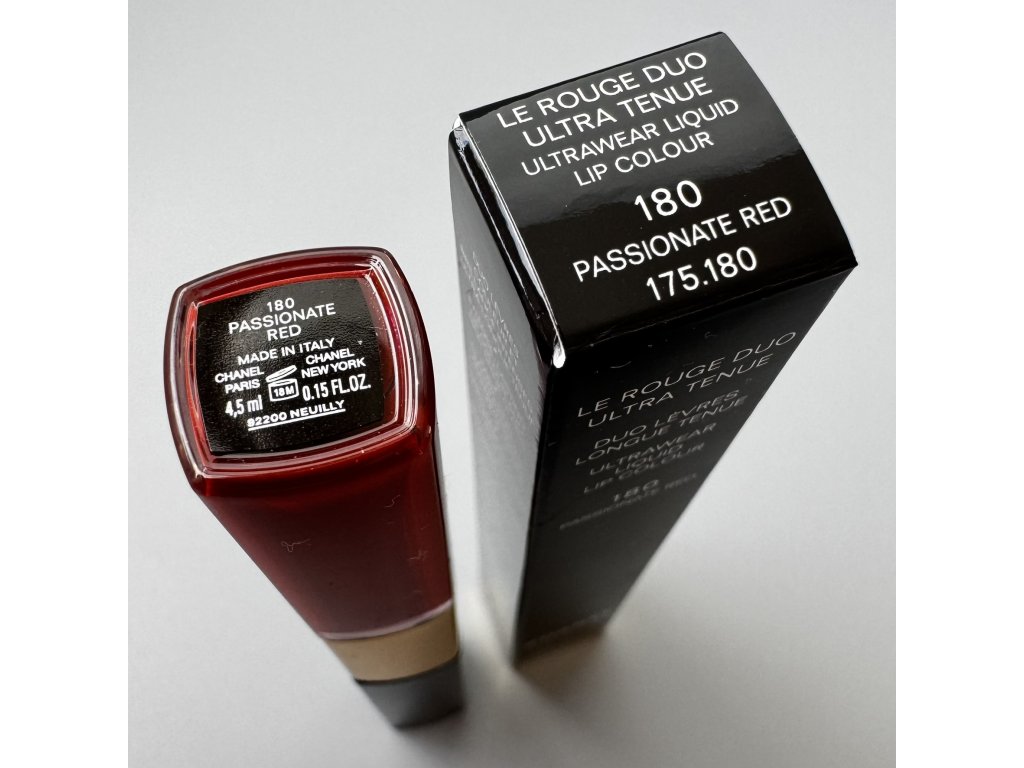 180
PASSIONATE
RED
MADE IN ITALY
CHANEL CHANEL
PARIS NEW YORK
4,5 ml 18M 0.15 FL.OZ.
92200 NEUILLY
LE ROUGE DUO
ULTRA TENUE
ULTRAWEAR LIQUID
LIP COLOUR
180
PASSIONATE RED
175.180
LE ROUGE DUO
ULTRA TENUE
DUO LÈVRES
LONGUE TENUE
ULTRAWEAR
LIQUID
LIP COLOUR
180
PASSIONATE RED